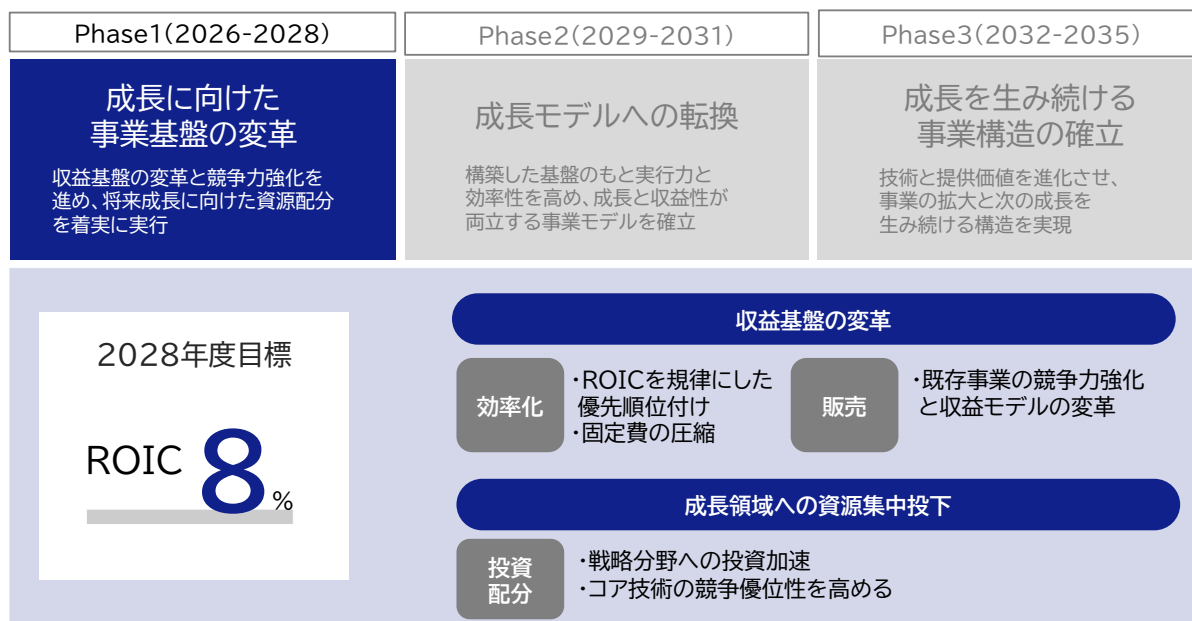 Phase1(2026-2028)
Phase2(2029-2031)
Phase3(2032-2035)
成長に向けた
事業基盤の変革
収益基盤の変革と競争力強化を
進め、将来成長に向けた資源配分
を着実に実行
成長モデルへの転換
構築した基盤のもと実行力と
効率性を高め、成長と収益性が
両立する事業モデルを確立
成長を生み続ける
事業構造の確立
技術と提供価値を進化させ、
事業の拡大と次の成長を
生み続ける構造を実現
2028年度目標
ROIC 8%
収益基盤の変革
効率化
・ROICを規律にした
優先順位付け
・固定費の圧縮
販売
・既存事業の競争力強化
と収益モデルの変革
成長領域への資源集中投下
投資
配分
・戦略分野への投資加速
・コア技術の競争優位性を高める